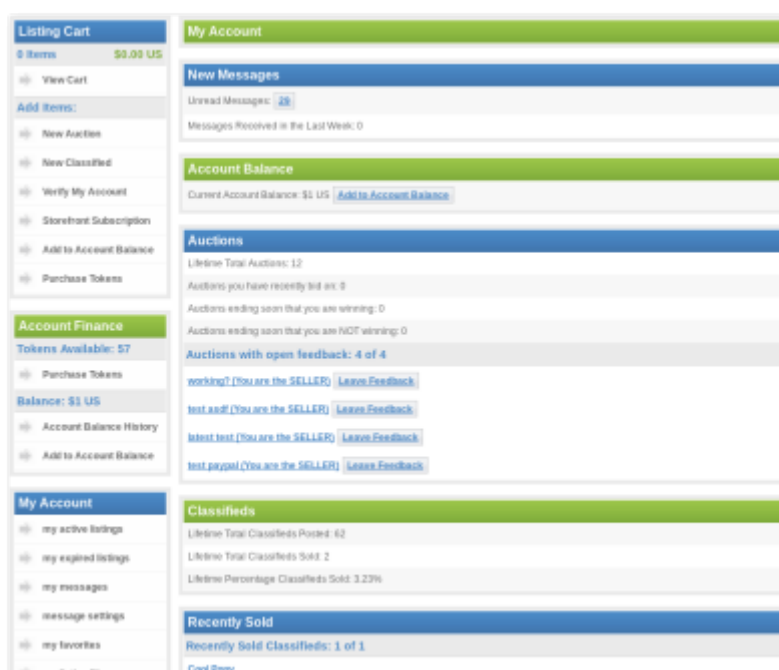 Listing Cart
0 Items $0.00 US
View Cart
Add Items:
New Auction
New Classified
Verify My Account
Storefront Subscription
Add to Account Balance
Purchase Tokens
Account Finance
Tokens Available: 57
Purchase Tokens
Balance: $1 US
Account Balance History
Add to Account Balance
My Account
my active listings
my expired listings
my messages
message settings
my favorites
My Account
New Messages
Unread Messages: 29
Messages Received in the Last Week: 0
Account Balance
Current Account Balance: $1 US Add to Account Balance
Auctions
Lifetime Total Auctions: 12
Auctions you have recently bid on: 0
Auctions ending soon that you are winning: 0
Auctions ending soon that you are NOT winning: 0
Auctions with open feedback: 4 of 4
working? (You are the SELLER) Leave Feedback
test asdf (You are the SELLER) Leave Feedback
latest test (You are the SELLER) Leave Feedback
test paypal (You are the SELLER) Leave Feedback
Classifieds
Lifetime Total Classifieds Posted: 62
Lifetime Total Classifieds Sold: 2
Lifetime Percentage Classifieds Sold: 3.23%
Recently Sold
Recently Sold Classifieds: 1 of 1